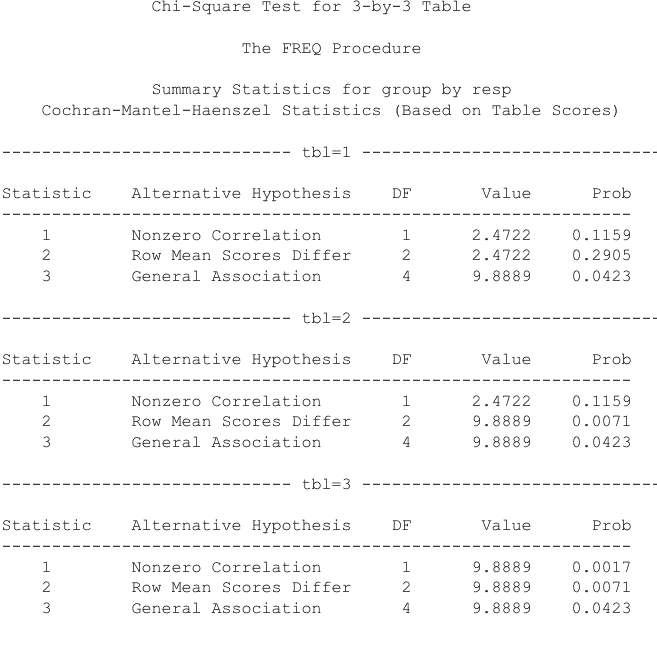 Chi-Square Test for 3-by-3 Table
The FREQ Procedure
Summary Statistics for group by resp
Cochran-Mantel-Haenszel Statistics (Based on Table Scores)
----------------------------- tbl=1 ------------------------------
Statistic    Alternative Hypothesis    DF       Value      Prob
---------------------------------------------------------------
1        Nonzero Correlation        1      2.4722    0.1159
2        Row Mean Scores Differ     2      2.4722    0.2905
3        General Association        4      9.8889    0.0423
----------------------------- tbl=2 ------------------------------
Statistic    Alternative Hypothesis    DF       Value      Prob
---------------------------------------------------------------
1        Nonzero Correlation        1      2.4722    0.1159
2        Row Mean Scores Differ     2      9.8889    0.0071
3        General Association        4      9.8889    0.0423
----------------------------- tbl=3 ------------------------------
Statistic    Alternative Hypothesis    DF       Value      Prob
---------------------------------------------------------------
1        Nonzero Correlation        1      9.8889    0.0017
2        Row Mean Scores Differ     2      9.8889    0.0071
3        General Association        4      9.8889    0.0423